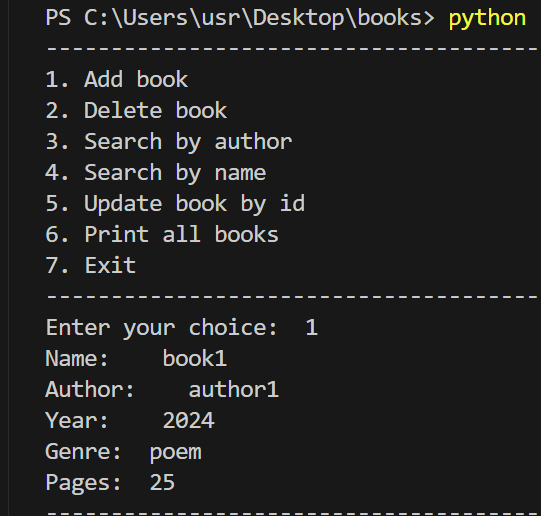 PS C:\Users\usr\Desktop\books> python
--------------------------------------
1. Add book
2. Delete book
3. Search by author
4. Search by name
5. Update book by id
6. Print all books
7. Exit
--------------------------------------
Enter your choice:  1
Name:    book1
Author:    author1
Year:    2024
Genre:  poem
Pages:  25
--------------------------------------